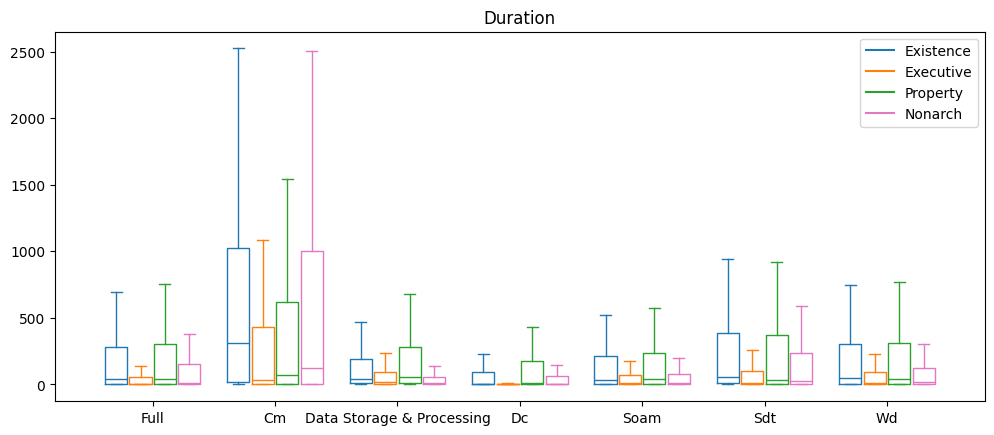 Duration
2500
2000
1500
1000
500
0
Existence
Executive
Property
Nonarch
Full Cm Data Storage & Processing Dc Soam Sdt Wd